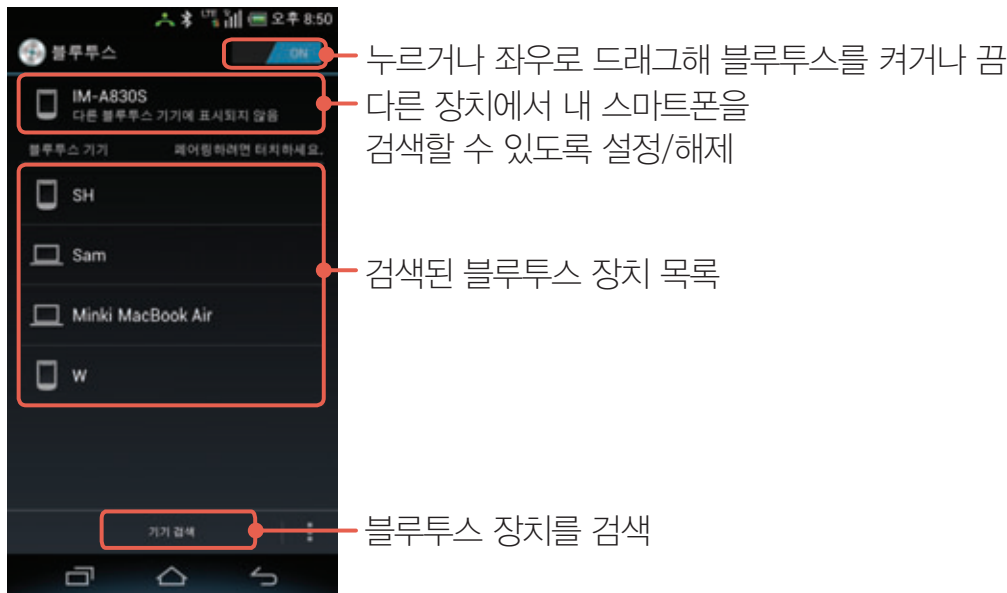 LTE 오후 8:50
블루투스 ON
누르거나 좌우로 드래그해 블루투스를 켜거나 끔
IM-A830S
다른 블루투스 기기에 표시되지 않음
다른 장치에서 내 스마트폰을
검색할 수 있도록 설정/해제
블루투스 기기 페어링하려면 터치하세요.
SH
Sam
검색된 블루투스 장치 목록
Minki MacBook Air
W
기기 검색
블루투스 장치를 검색